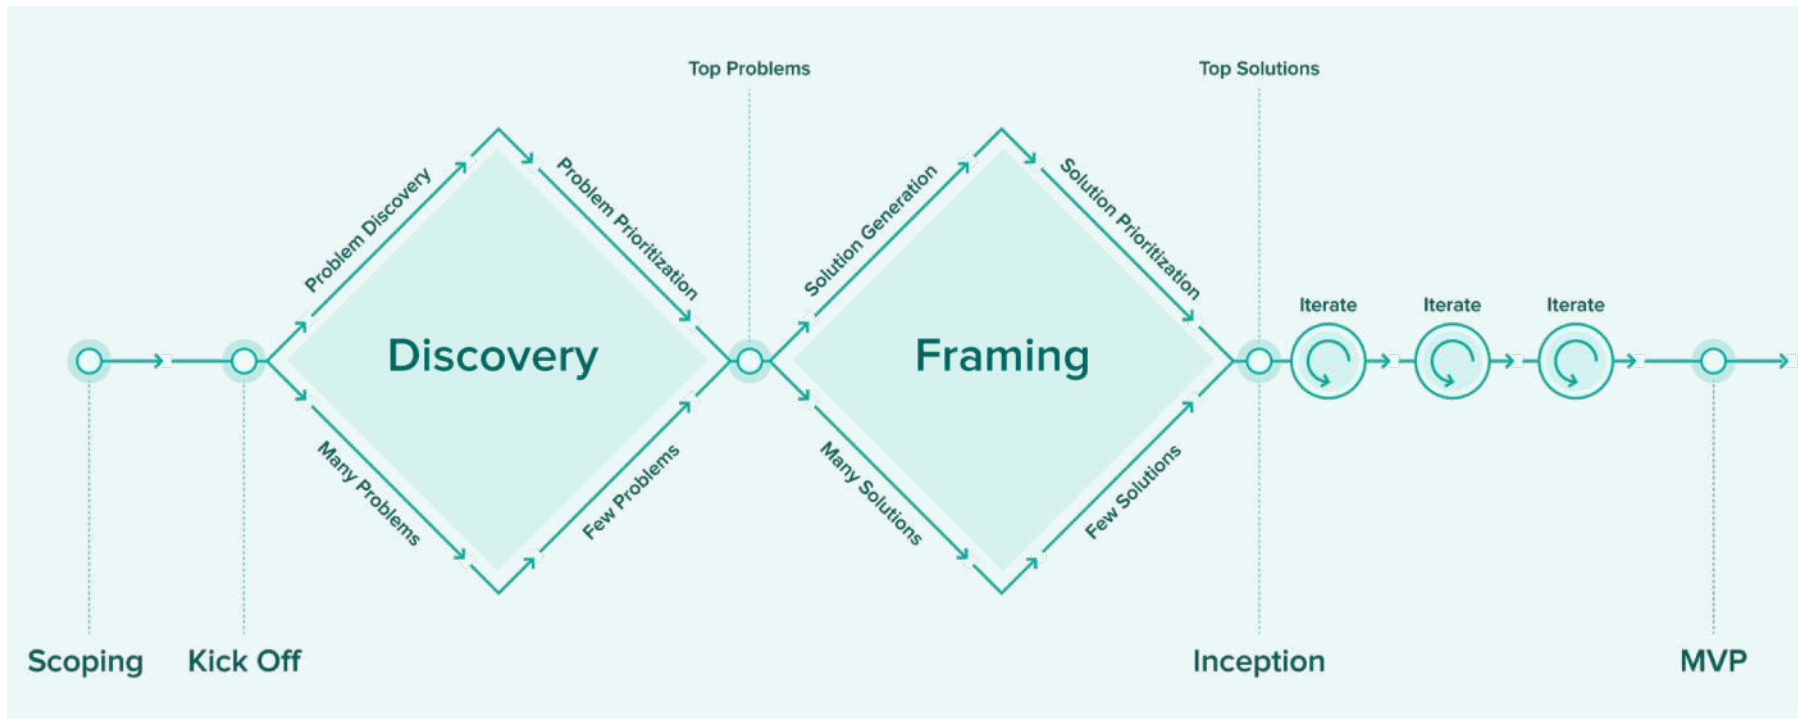 Top Problems
Top Solutions
Problem Discovery
Problem Prioritization
Solution Generation
Solution Prioritization
Iterate
Iterate
Iterate
Discovery
Framing
Many Problems
Few Problems
Many Solutions
Few Solutions
Scoping
Kick Off
Inception
MVP